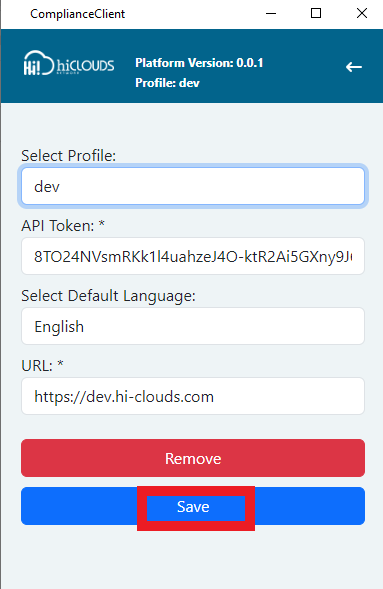 ComplianceClient
Hi! hiCLOUDS
NETWORK
Platform Version: 0.0.1
Profile: dev
Select Profile:
dev
API Token: *
8TO24NVsmRKk1l4uahzeJ4O-ktR2Ai5GXny9J
Select Default Language:
English
URL: *
https://dev.hi-clouds.com
Remove
Save